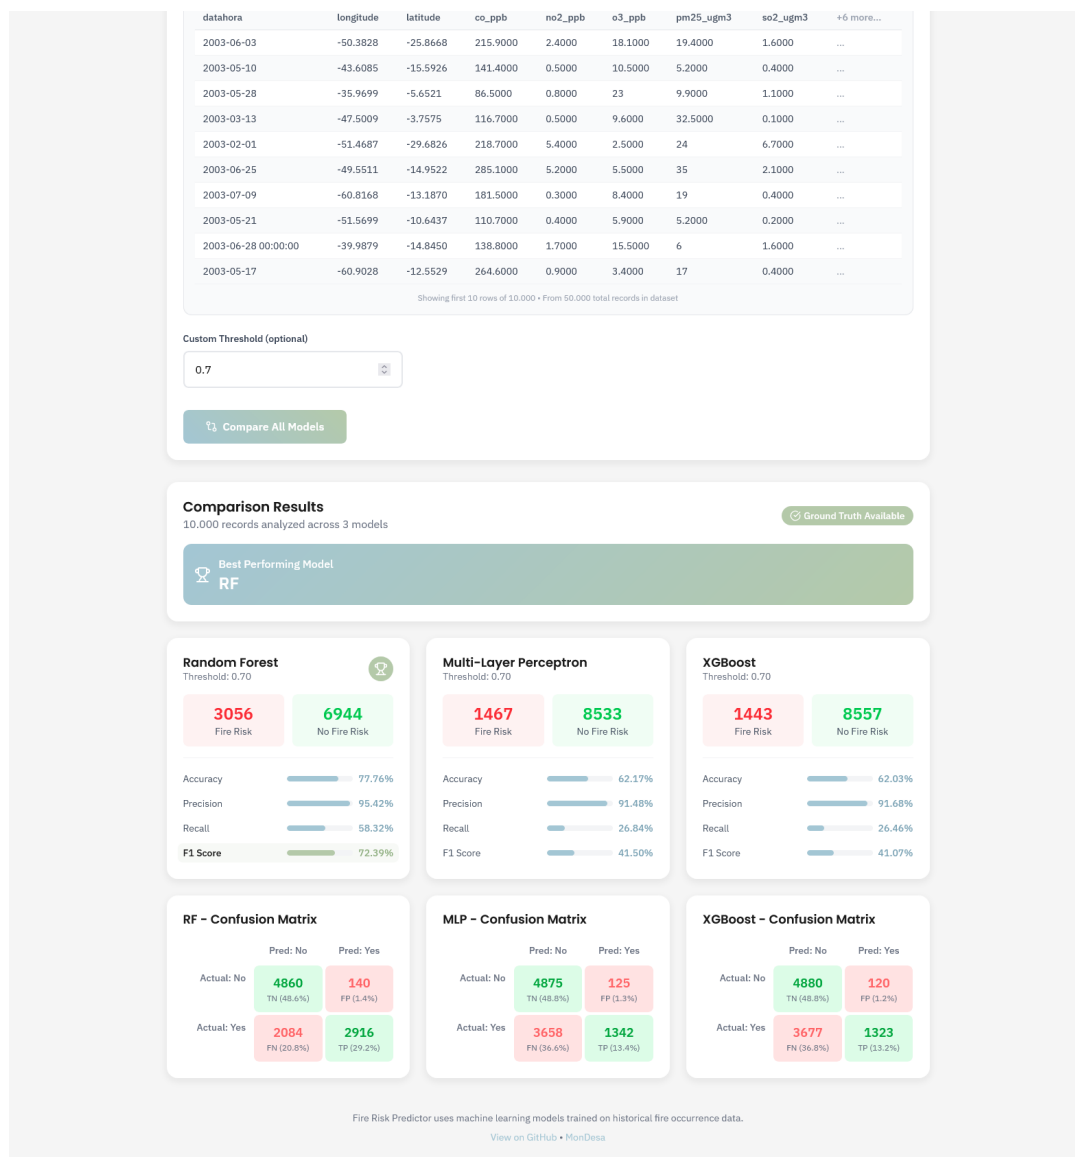 datahora longitude latitude co_ppb no2_ppb o3_ppb pm25_ugm3 so2_ugm3 +6 more...
2003-06-03 -50.3828 -25.8668 215.9000 2.4000 18.1000 19.4000 1.6000 ...
2003-05-10 -43.6085 -15.5926 141.4000 0.5000 10.5000 5.2000 0.4000 ...
2003-05-28 -35.9699 -5.6521 86.5000 0.8000 23 9.9000 1.1000 ...
2003-03-13 -47.5009 -3.7575 116.7000 0.5000 9.6000 32.5000 0.1000 ...
2003-02-01 -51.4687 -29.6826 218.7000 5.4000 2.5000 24 6.7000 ...
2003-06-25 -49.5511 -14.9522 285.1000 5.2000 5.5000 35 2.1000 ...
2003-07-09 -60.8168 -13.1870 181.5000 0.3000 8.4000 19 0.4000 ...
2003-05-21 -51.5699 -10.6437 110.7000 0.4000 5.9000 5.2000 0.2000 ...
2003-06-28 00:00:00 -39.9879 -14.8450 138.8000 1.7000 15.5000 6 1.6000 ...
2003-05-17 -60.9028 -12.5529 264.6000 0.9000 3.4000 17 0.4000 ...
Showing first 10 rows of 10.000 • From 50.000 total records in dataset
Custom Threshold (optional)
0.7
Compare All Models
Comparison Results
10.000 records analyzed across 3 models
Ground Truth Available
Best Performing Model
RF
Random Forest
Threshold: 0.70
3056 6944
Fire Risk No Fire Risk
Accuracy 77.76%
Precision 95.42%
Recall 58.32%
F1 Score 72.39%
Multi-Layer Perceptron
Threshold: 0.70
1467 8533
Fire Risk No Fire Risk
Accuracy 62.17%
Precision 91.48%
Recall 26.84%
F1 Score 41.50%
XGBoost
Threshold: 0.70
1443 8557
Fire Risk No Fire Risk
Accuracy 62.03%
Precision 91.68%
Recall 26.46%
F1 Score 41.07%
RF - Confusion Matrix
Pred: No Pred: Yes
Actual: No 4860 140
TN (48.6%) FP (1.4%)
Actual: Yes 2084 2916
FN (20.8%) TP (29.2%)
MLP - Confusion Matrix
Pred: No Pred: Yes
Actual: No 4875 125
TN (48.8%) FP (1.3%)
Actual: Yes 3658 1342
FN (36.6%) TP (13.4%)
XGBoost - Confusion Matrix
Pred: No Pred: Yes
Actual: No 4880 120
TN (48.8%) FP (1.2%)
Actual: Yes 3677 1323
FN (36.8%) TP (13.2%)
Fire Risk Predictor uses machine learning models trained on historical fire occurrence data.
View on GitHub • MonDesa